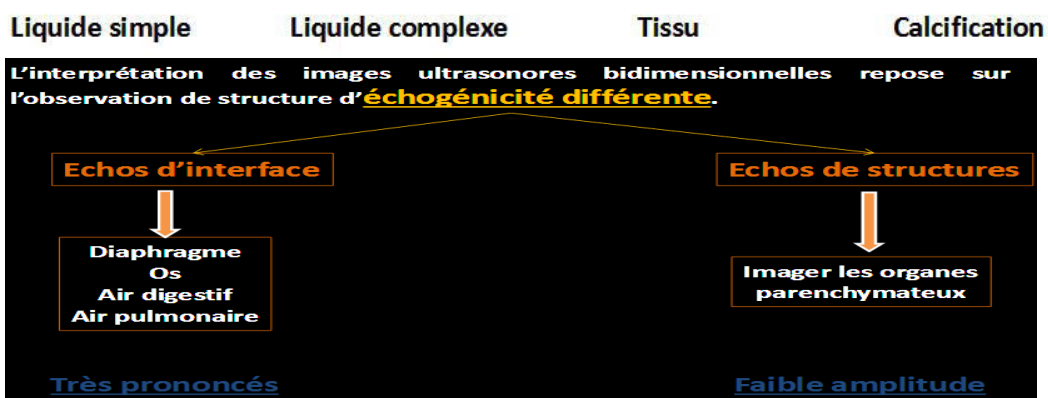 Liquide simple Liquide complexe Tissu Calcification
L'interprétation des images ultrasonores bidimensionnelles repose sur
l'observation de structure d'échogénicité différente.
Echos d'interface
Echos de structures
Diaphragme
Os
Air digestif
Air pulmonaire
Imager les organes
parenchymateux
Très prononcés
Faible amplitude